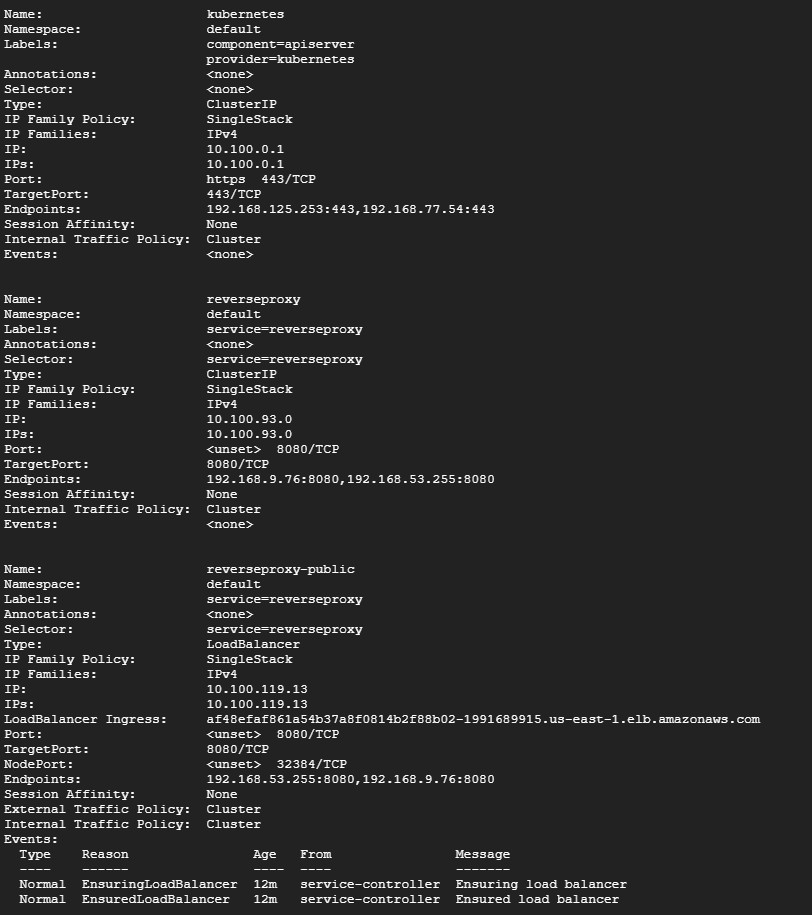 Name:                     kubernetes
Namespace:                default
Labels:                   component=apiserver
                          provider=kubernetes
Annotations:              <none>
Selector:                 <none>
Type:                     ClusterIP
IP Family Policy:         SingleStack
IP Families:              IPv4
IP:                       10.100.0.1
IPs:                      10.100.0.1
Port:                     https  443/TCP
TargetPort:               443/TCP
Endpoints:                192.168.125.253:443,192.168.77.54:443
Session Affinity:         None
Internal Traffic Policy:  Cluster
Events:                   <none>

Name:                     reverseproxy
Namespace:                default
Labels:                   service=reverseproxy
Annotations:              <none>
Selector:                 service=reverseproxy
Type:                     ClusterIP
IP Family Policy:         SingleStack
IP Families:              IPv4
IP:                       10.100.93.0
IPs:                      10.100.93.0
Port:                     <unset>  8080/TCP
TargetPort:               8080/TCP
Endpoints:                192.168.9.76:8080,192.168.53.255:8080
Session Affinity:         None
Internal Traffic Policy:  Cluster
Events:                   <none>

Name:                     reverseproxy-public
Namespace:                default
Labels:                   service=reverseproxy
Annotations:              <none>
Selector:                 service=reverseproxy
Type:                     LoadBalancer
IP Family Policy:         SingleStack
IP Families:              IPv4
IP:                       10.100.119.13
IPs:                      10.100.119.13
LoadBalancer Ingress:     af48efaf861a54b37a8f0814b2f88b02-1991689915.us-east-1.elb.amazonaws.com
Port:                     <unset>  8080/TCP
TargetPort:               8080/TCP
NodePort:                 <unset>  32384/TCP
Endpoints:                192.168.53.255:8080,192.168.9.76:8080
Session Affinity:         None
External Traffic Policy:  Cluster
Internal Traffic Policy:  Cluster
Events:
  Type    Reason                Age   From                Message
  ----    ------                ----  ----                -------
  Normal  EnsuringLoadBalancer  12m   service-controller  Ensuring load balancer
  Normal  EnsuredLoadBalancer   12m   service-controller  Ensured load balancer